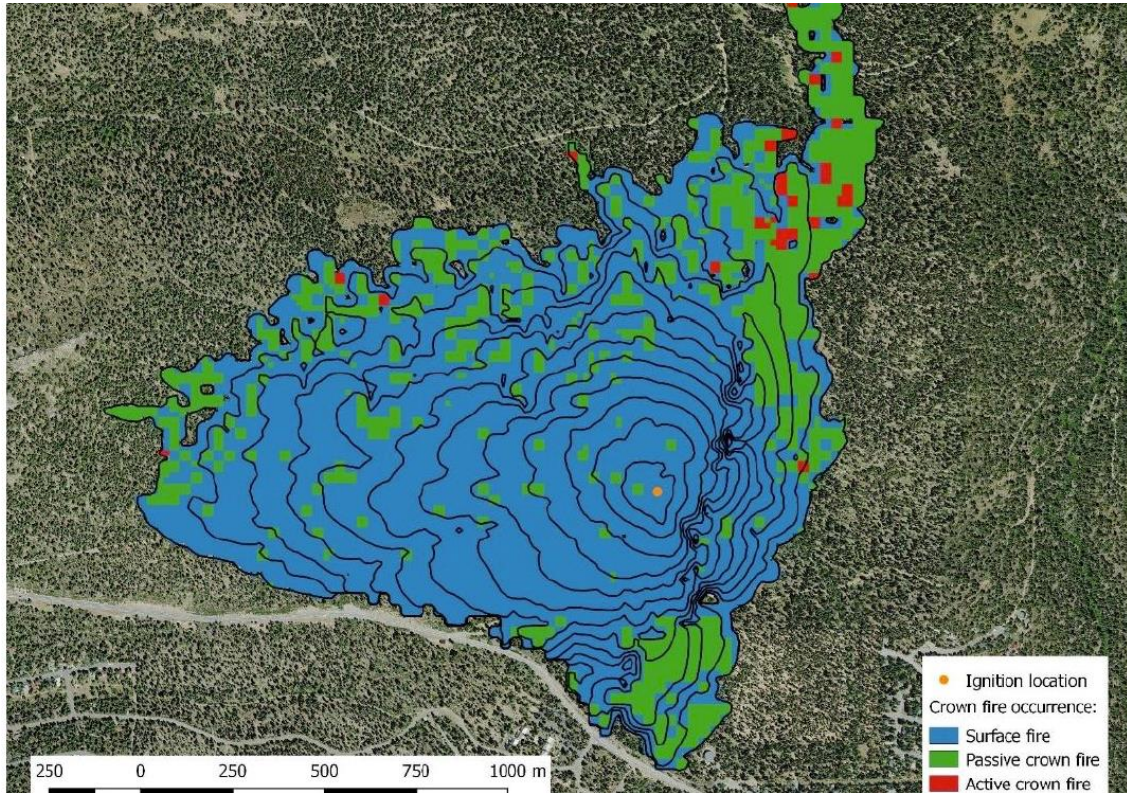 Ignition location
Crown fire occurrence:
Surface fire
Passive crown fire
Active crown fire
250 0 250 500 750 1000 m